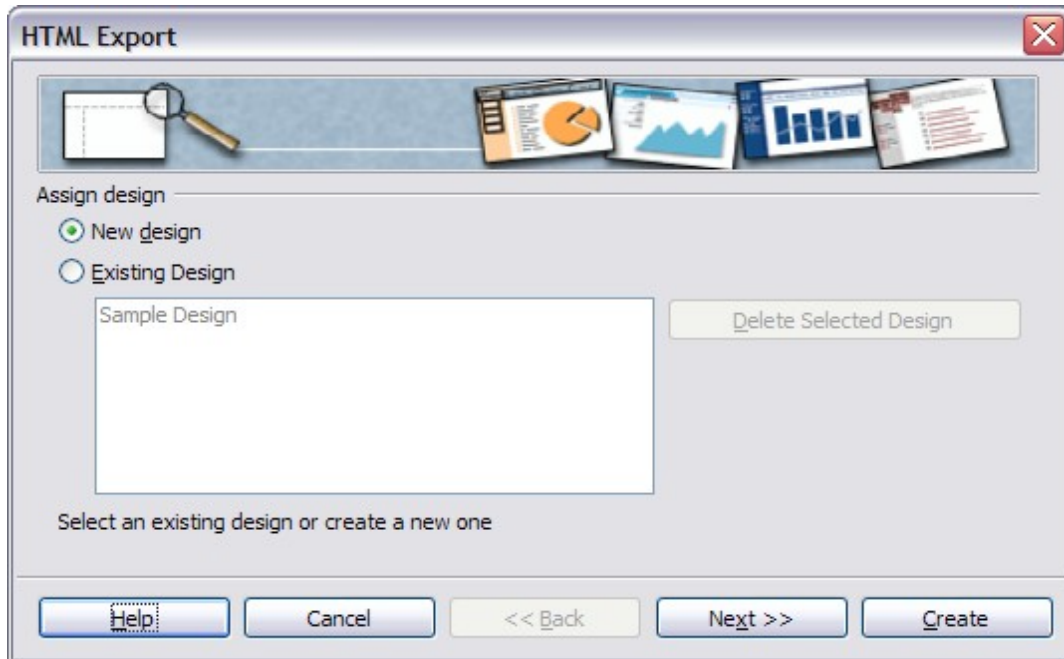 HTML Export
Assign design
New design
Existing Design
Sample Design
Delete Selected Design
Select an existing design or create a new one
Help
Cancel
<< Back
Next >>
Create